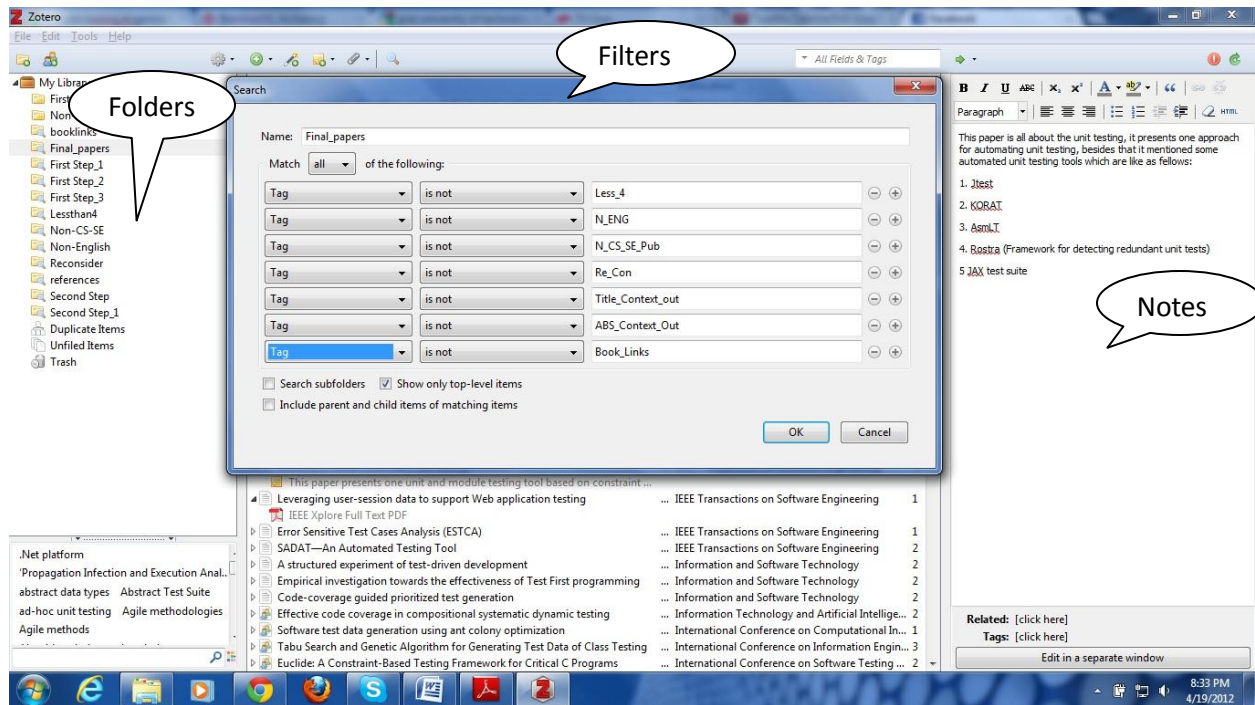 Zotero
File Edit Tools Help
All Fields & Tags
Filters
Folders
Notes
My Library
First
Non
booklinks
Final_papers
First Step_1
First Step_2
First Step_3
Lessthan4
Non-CS-SE
Non-English
Reconsider
references
Second Step
Second Step_1
Duplicate Items
Unfiled Items
Trash
.Net platform
'Propagation Infection and Execution Anal...
abstract data types Abstract Test Suite
ad-hoc unit testing Agile methodologies
Agile methods
Search
Name: Final_papers
Match all of the following:
Tag is not Less_4
Tag is not N_ENG
Tag is not N_CS_SE_Pub
Tag is not Re_Con
Tag is not Title_Context_out
Tag is not ABS_Context_Out
Tag is not Book_Links
Search subfolders Show only top-level items
Include parent and child items of matching items
OK Cancel
This paper presents one unit and module testing tool based on constraint ...
Leveraging user-session data to support Web application testing ... IEEE Transactions on Software Engineering 1
IEEE Xplore Full Text PDF
Error Sensitive Test Cases Analysis (ESTCA) ... IEEE Transactions on Software Engineering 1
SADAT—An Automated Testing Tool ... IEEE Transactions on Software Engineering 2
A structured experiment of test-driven development ... Information and Software Technology 2
Empirical investigation towards the effectiveness of Test First programming ... Information and Software Technology 2
Code-coverage guided prioritized test generation ... Information and Software Technology 2
Effective code coverage in compositional systematic dynamic testing ... Information Technology and Artificial Intellige... 2
Software test data generation using ant colony optimization ... International Conference on Computational In... 1
Tabu Search and Genetic Algorithm for Generating Test Data of Class Testing ... International Conference on Information Engin... 3
Euclide: A Constraint-Based Testing Framework for Critical C Programs ... International Conference on Software Testing ... 2
B I U ABC X₂ X² A ab
Paragraph HTML
This paper is all about the unit testing, it presents one approach
for automating unit testing, besides that it mentioned some
automated unit testing tools which are like as fellows:
1. Jtest
2. KORAT
3. AsmLT
4. Rostra (Framework for detecting redundant unit tests)
5 JAX test suite
Related: [click here]
Tags: [click here]
Edit in a separate window
8:33 PM
4/19/2012